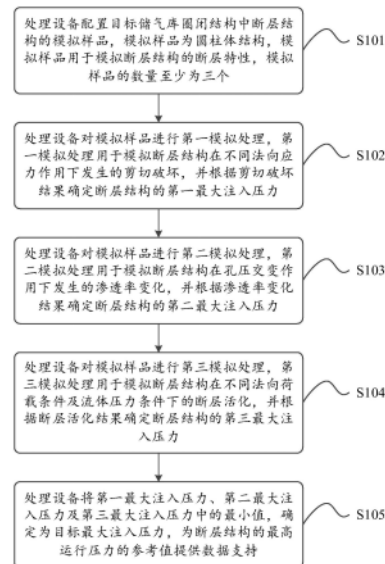 处理设备配置目标储气库圈闭结构中断层结
构的模拟样品，模拟样品为圆柱体结构，模
拟样品用于模拟断层结构的断层特性，模拟
样品的数量至少为三个
S101
处理设备对模拟样品进行第一模拟处理，第
一模拟处理用于模拟断层结构在不同法向应
力作用下发生的剪切破坏，并根据剪切破坏
结果确定断层结构的第一最大注入压力
S102
处理设备对模拟样品进行第二模拟处理，第
二模拟处理用于模拟断层结构在孔压交变作
用下发生的渗透率变化，并根据渗透率变化
结果确定断层结构的第二最大注入压力
S103
处理设备对模拟样品进行第三模拟处理，第
三模拟处理用于模拟断层结构在不同法向荷
载条件及流体压力条件下的断层活化，并根
据断层活化结果确定断层结构的第三最大注
入压力
S104
处理设备将第一最大注入压力、第二最大注
入压力及第三最大注入压力中的最小值，确
定为目标最大注入压力，为断层结构的最高
运行压力的参考值提供数据支持
S105